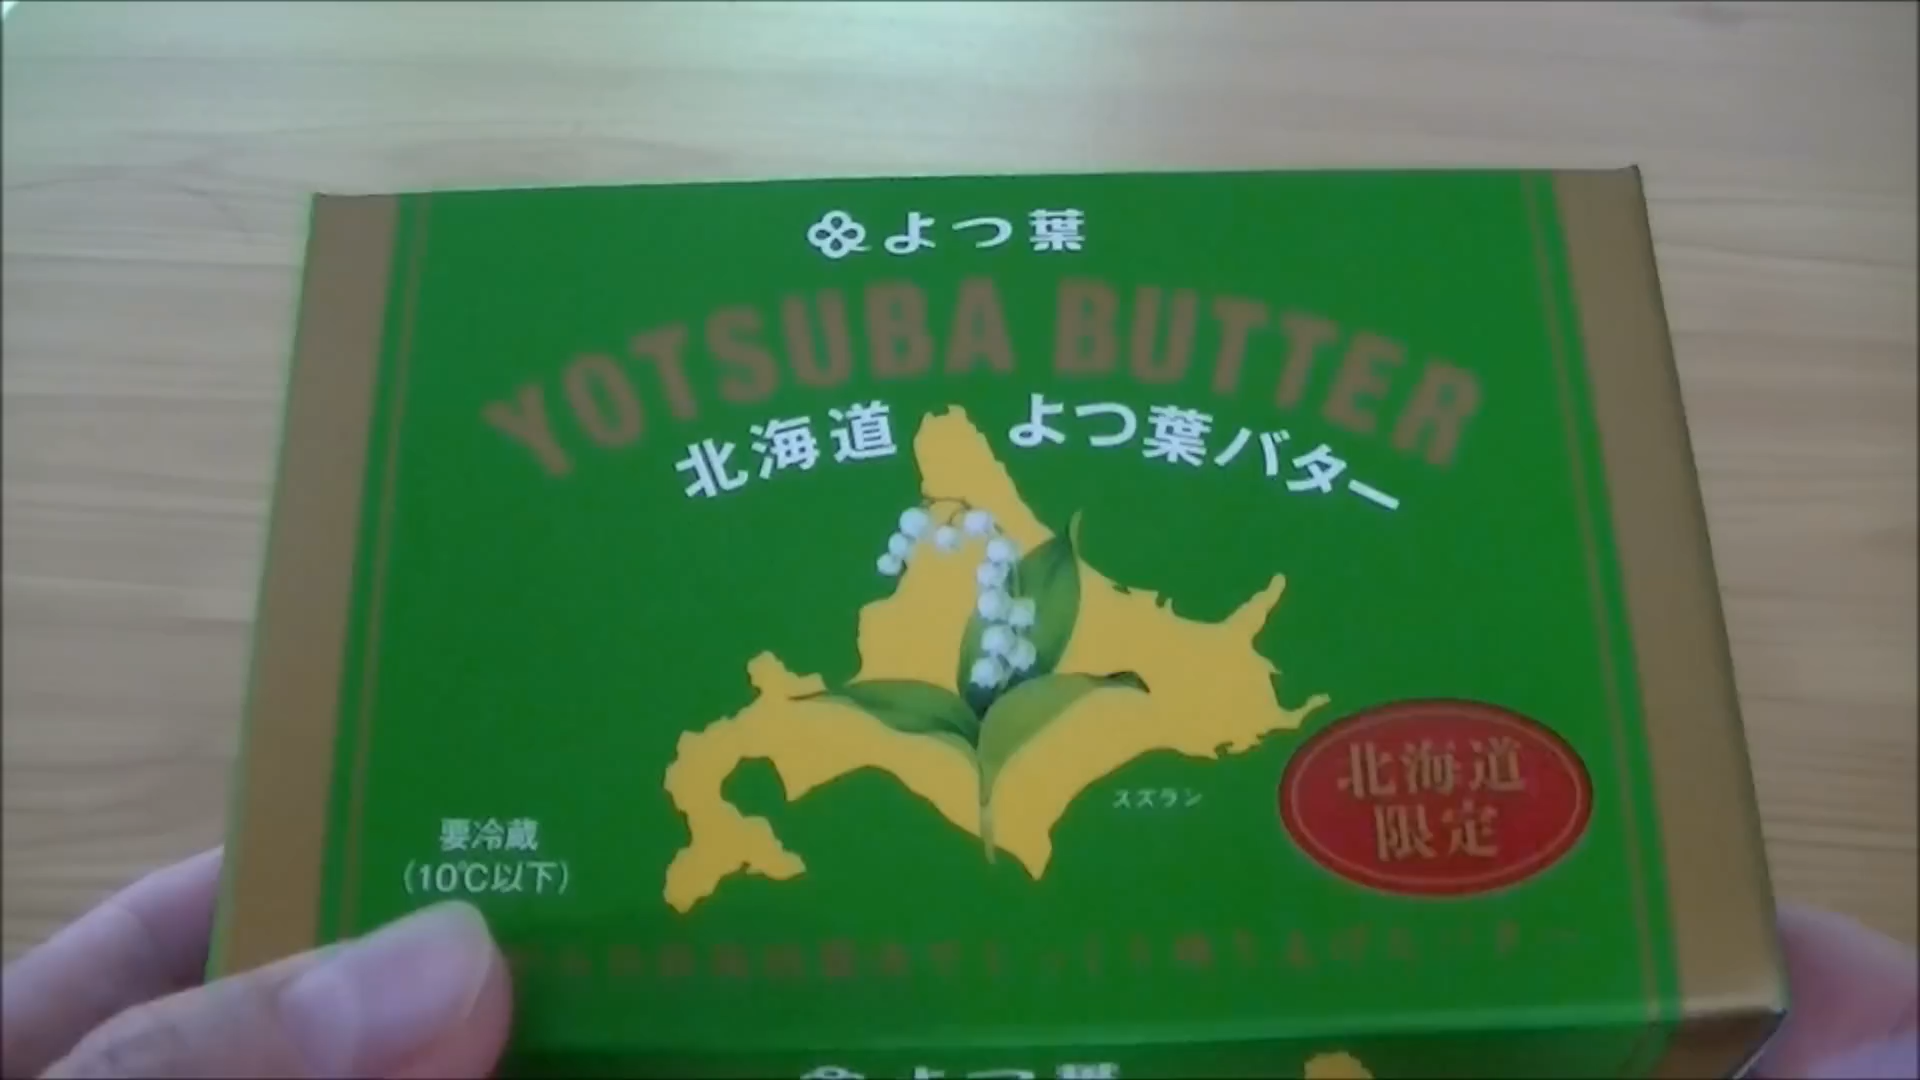 よつ葉
YOTSUBA BUTTER
北海道 よつ葉バター
スズラン
北海道
限定
要冷蔵
(10℃以下)